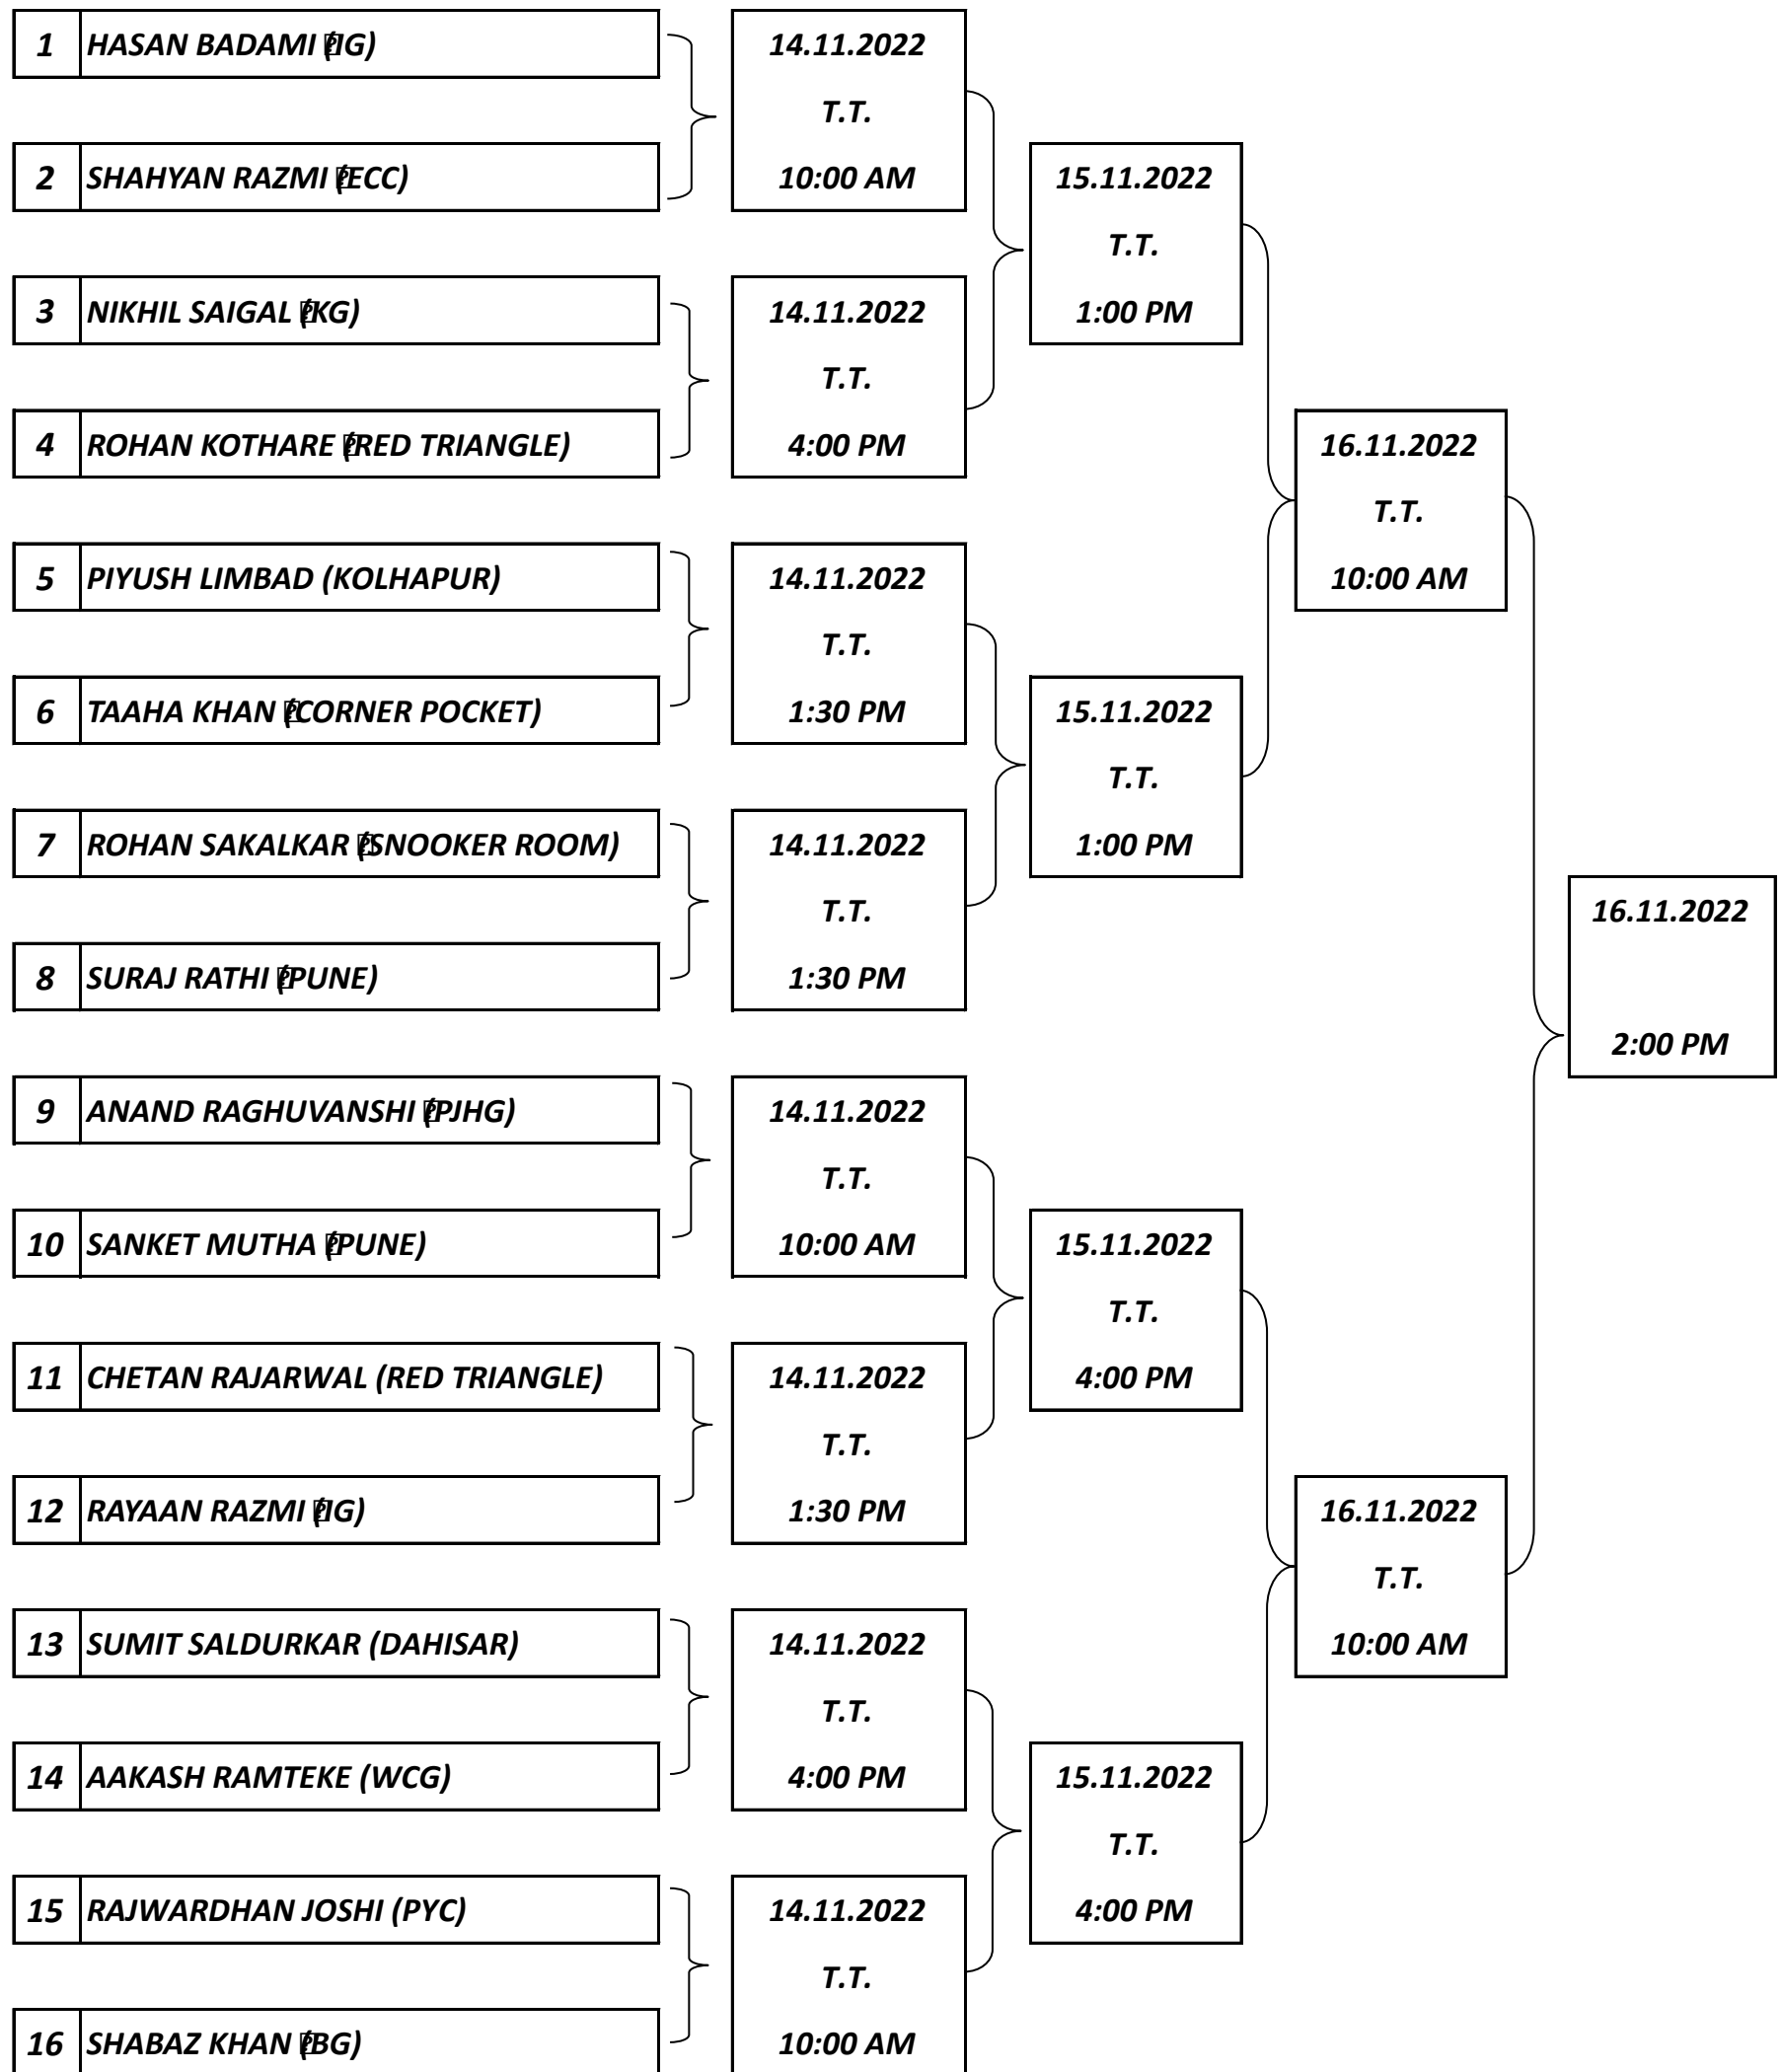 1 HASAN BADAMI (IG) 14.11.2022
T.T.
2 SHAHYAN RAZMI (ECC) 10:00 AM 15.11.2022
T.T.
3 NIKHIL SAIGAL (KG) 14.11.2022 1:00 PM
T.T.
4 ROHAN KOTHARE (RED TRIANGLE) 4:00 PM 16.11.2022
T.T.
5 PIYUSH LIMBAD (KOLHAPUR) 14.11.2022 10:00 AM
T.T.
6 TAAHA KHAN (CORNER POCKET) 1:30 PM 15.11.2022
T.T.
7 ROHAN SAKALKAR (SNOOKER ROOM) 14.11.2022 1:00 PM
T.T. 16.11.2022
8 SURAJ RATHI (PUNE) 1:30 PM
2:00 PM
9 ANAND RAGHUVANSHI (PJHG) 14.11.2022
T.T.
10 SANKET MUTHA (PUNE) 10:00 AM 15.11.2022
T.T.
11 CHETAN RAJARWAL (RED TRIANGLE) 14.11.2022 4:00 PM
T.T.
12 RAYAAN RAZMI (IG) 1:30 PM 16.11.2022
T.T.
13 SUMIT SALDURKAR (DAHISAR) 14.11.2022 10:00 AM
T.T.
14 AAKASH RAMTEKE (WCG) 4:00 PM 15.11.2022
T.T.
15 RAJWARDHAN JOSHI (PYC) 14.11.2022 4:00 PM
T.T.
16 SHABAZ KHAN (BG) 10:00 AM